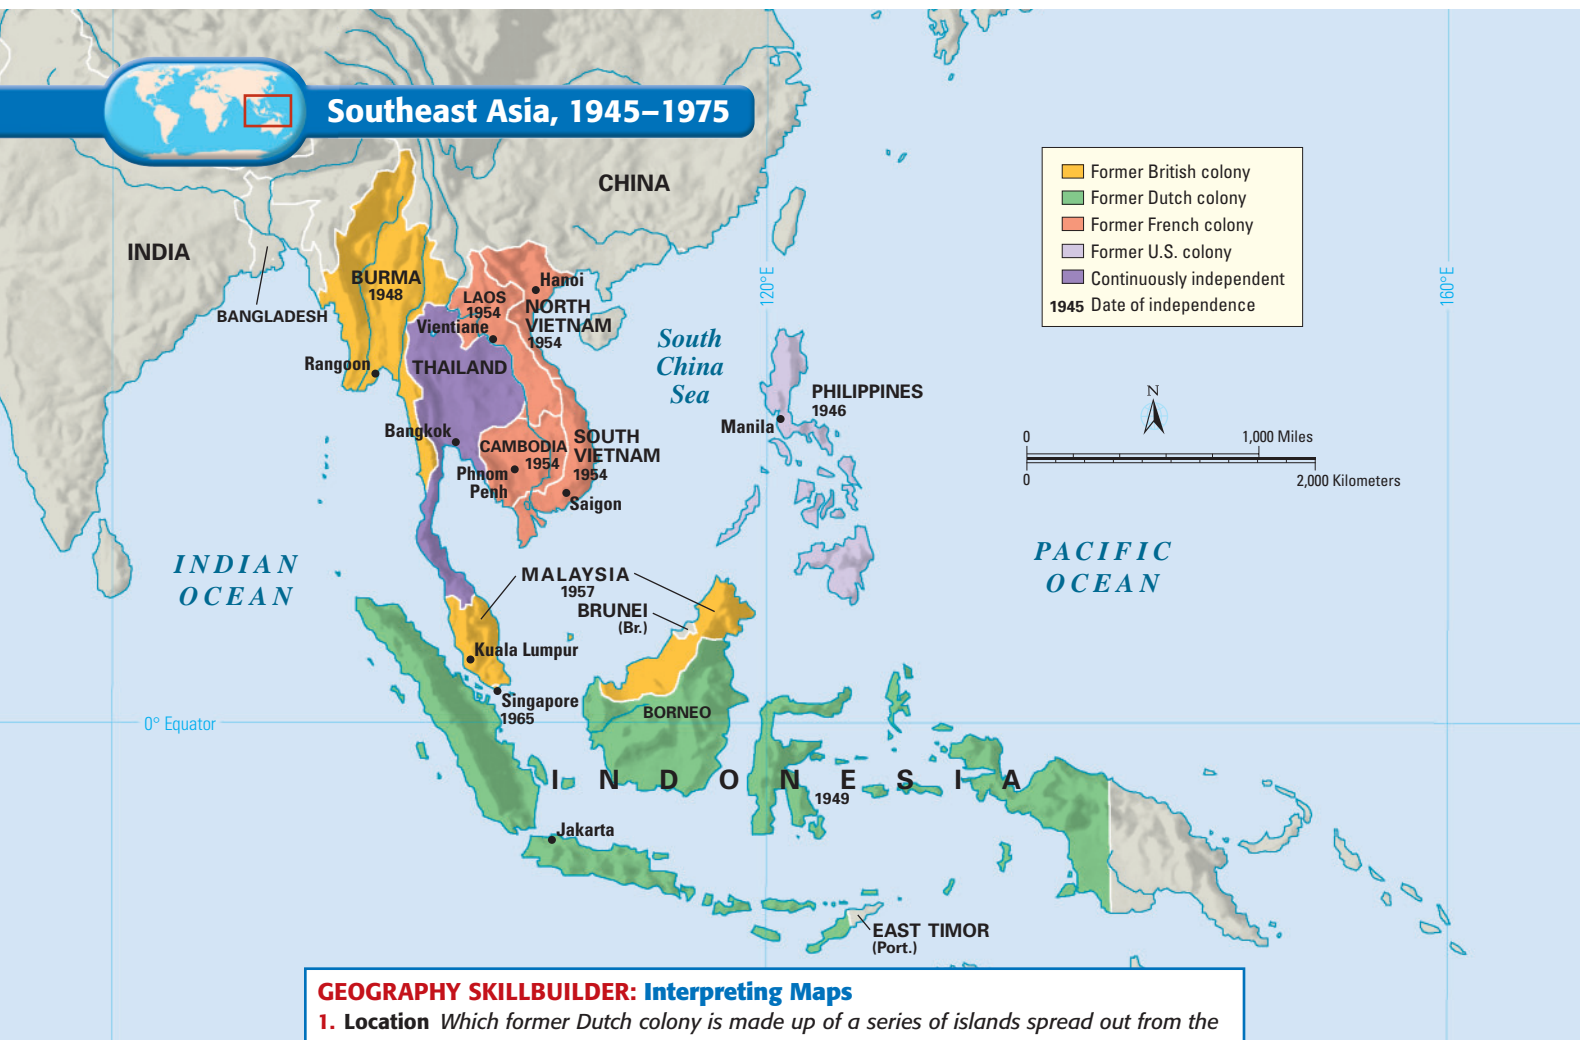 Southeast Asia, 1945–1975
CHINA
INDIA
BANGLADESH
BURMA
1948
Rangoon
LAOS
1954
Vientiane
Hanoi
NORTH
VIETNAM
1954
THAILAND
Bangkok
CAMBODIA
1954
Phnom
Penh
SOUTH
VIETNAM
1954
Saigon
South
China
Sea
PHILIPPINES
1946
Manila
120°E
160°E
Former British colony
Former Dutch colony
Former French colony
Former U.S. colony
Continuously independent
1945 Date of independence
N
0 1,000 Miles
0 2,000 Kilometers
INDIAN
OCEAN
PACIFIC
OCEAN
MALAYSIA
1957
BRUNEI
(Br.)
Kuala Lumpur
Singapore
1965
0° Equator
BORNEO
INDONESIA
1949
Jakarta
EAST TIMOR
(Port.)
GEOGRAPHY SKILLBUILDER: Interpreting Maps
1. Location Which former Dutch colony is made up of a series of islands spread out from the